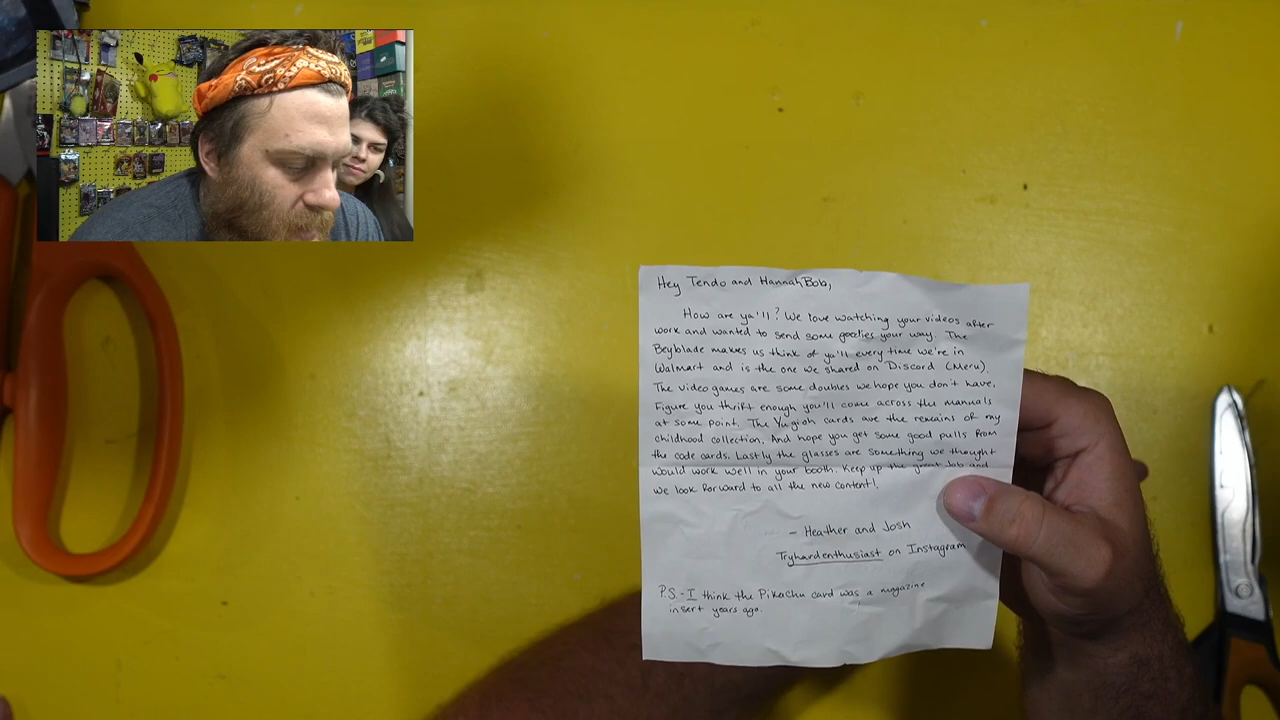 Hey Tendo and HannahBob,
How are ya'll? We love watching your videos after
work and wanted to send some goodies your way. The
Beyblade makes us think of ya'll every time we're in
Walmart and is the one we shared on Discord (Meru).
The video games are some doubles we hope you don't have.
Figure you thrift enough you'll come across the manuals
at some point. The Yugioh cards are the remains of my
childhood collection. And hope you get some good pulls from
the code cards. Lastly the glasses are something we thought
would work well in your booth. Keep up the great job and
we look forward to all the new content!
- Heather and Josh
Tryhardenthusiast on Instagram
P.S.-I think the Pikachu card was a magazine
insert years ago.